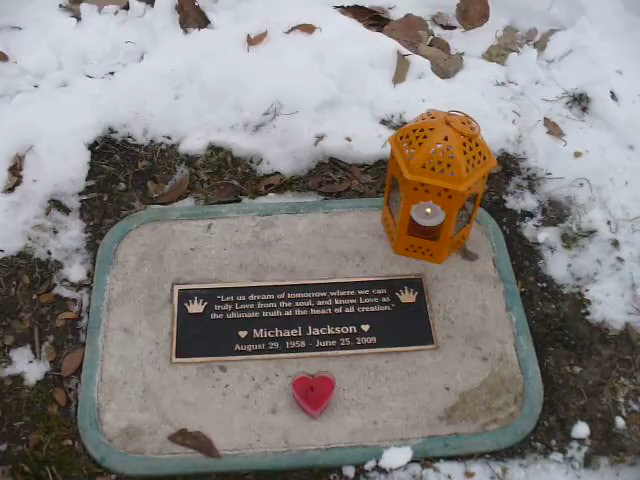 "Let us dream of tomorrow where we can
truly Love from the soul, and know Love as
the ultimate truth at the heart of all creation."
Michael Jackson
August 29, 1958 - June 25, 2009